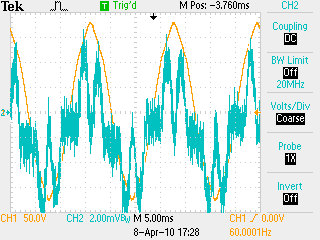 Tek T Trig'd M Pos: -3.760ms CH2
Coupling
DC
BW Limit
Off
20MHz
2
Volts/Div
Coarse
Probe
1X
Invert
Off
CH1 50.0V CH2 2.00mVBW M 5.00ms CH1 / 0.00V
8-Apr-10 17:28 60.0001Hz